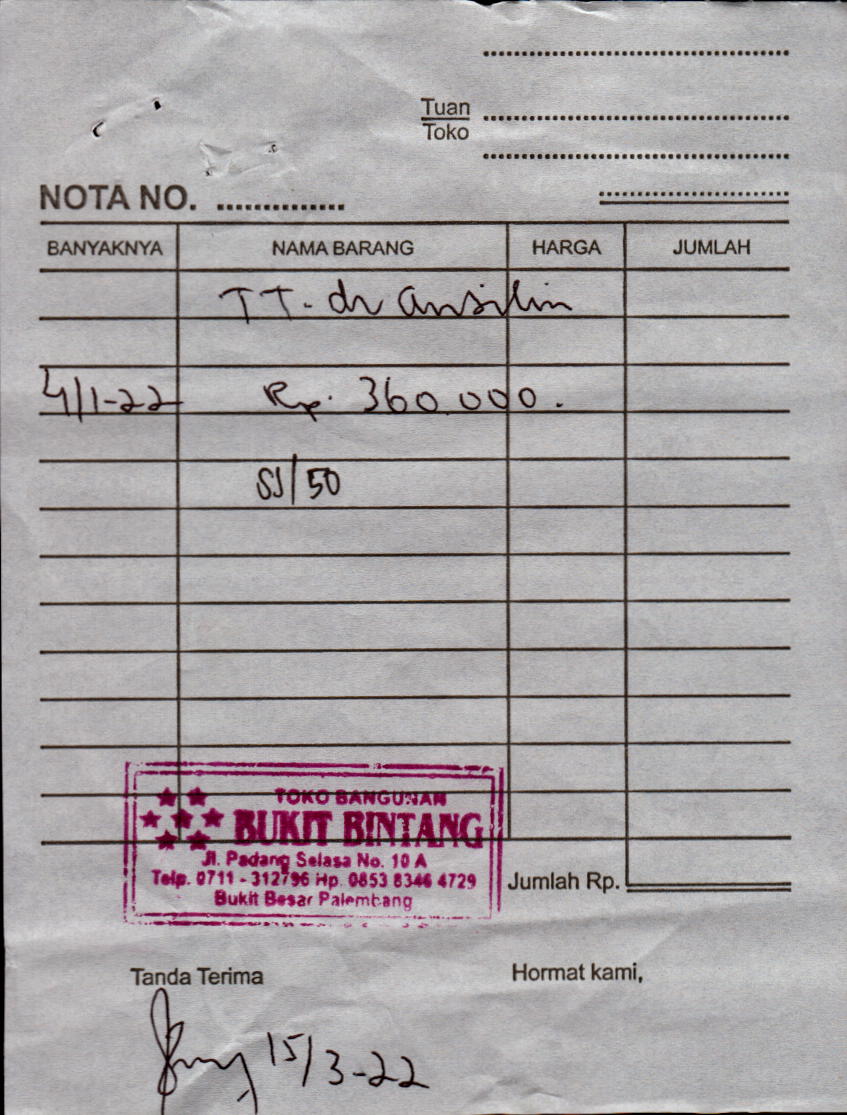 Tuan
Toko
NOTA NO.
BANYAKNYA NAMA BARANG HARGA JUMLAH
TT. dr
4/1-22 Rp. 360.000.
SJ/50
TOKO BANGUNAN
BUKIT BINTANG
Jl. Padang Selasa No. 10 A
Telp. 0711 - 312796 Hp. 0853 8346 4729
Bukit Besar Palembang
Jumlah Rp.
Tanda Terima Hormat kami,
15/3-22